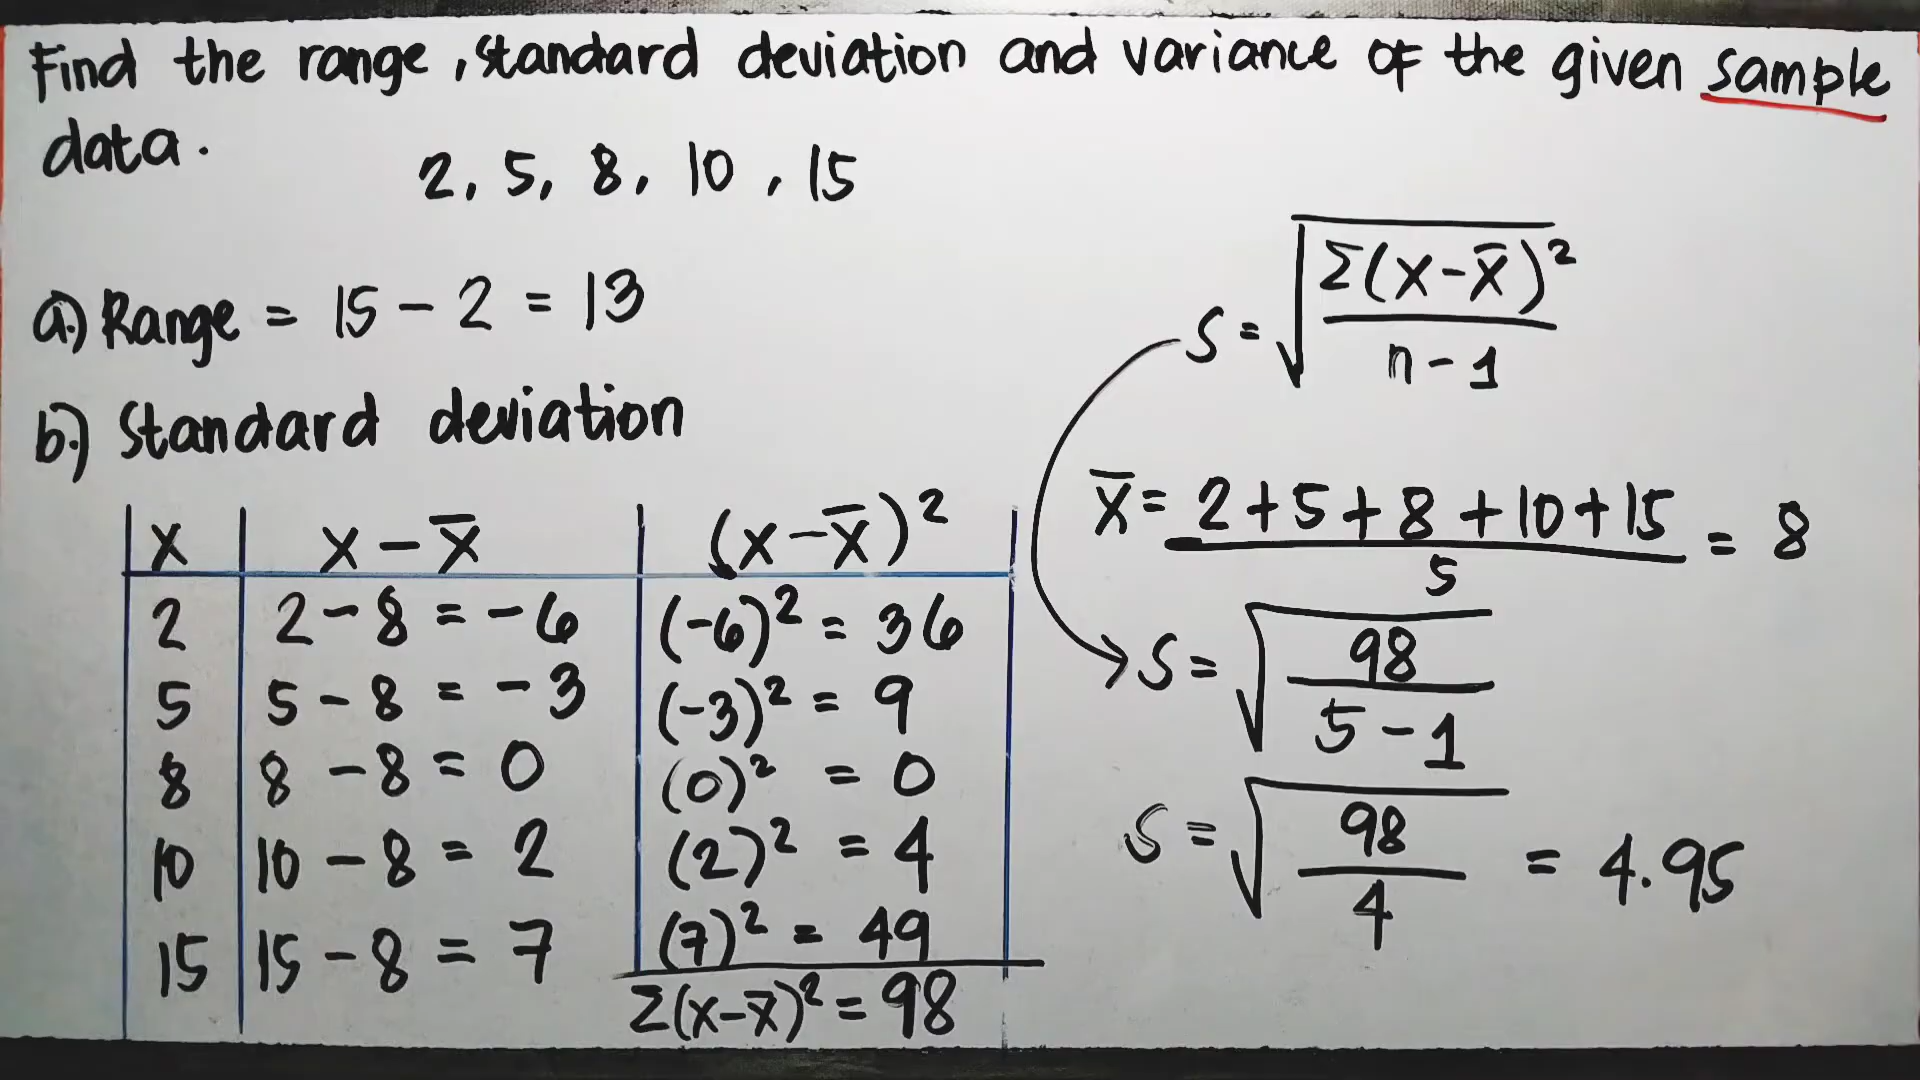 Find the range, standard deviation and variance of the given sample
data.
2, 5, 8, 10, 15
a.) Range = 15 - 2 = 13
b.) Standard deviation
x | x - x̅ | (x - x̅)²
2 | 2 - 8 = -6 | (-6)² = 36
5 | 5 - 8 = -3 | (-3)² = 9
8 | 8 - 8 = 0 | (0)² = 0
10 | 10 - 8 = 2 | (2)² = 4
15 | 15 - 8 = 7 | (7)² = 49
Σ(x-x̅)² = 98
S = √(Σ(x-x̅)² / (n-1))
x̅ = (2+5+8+10+15) / 5 = 8
S = √(98 / (5-1))
S = √(98 / 4) = 4.95